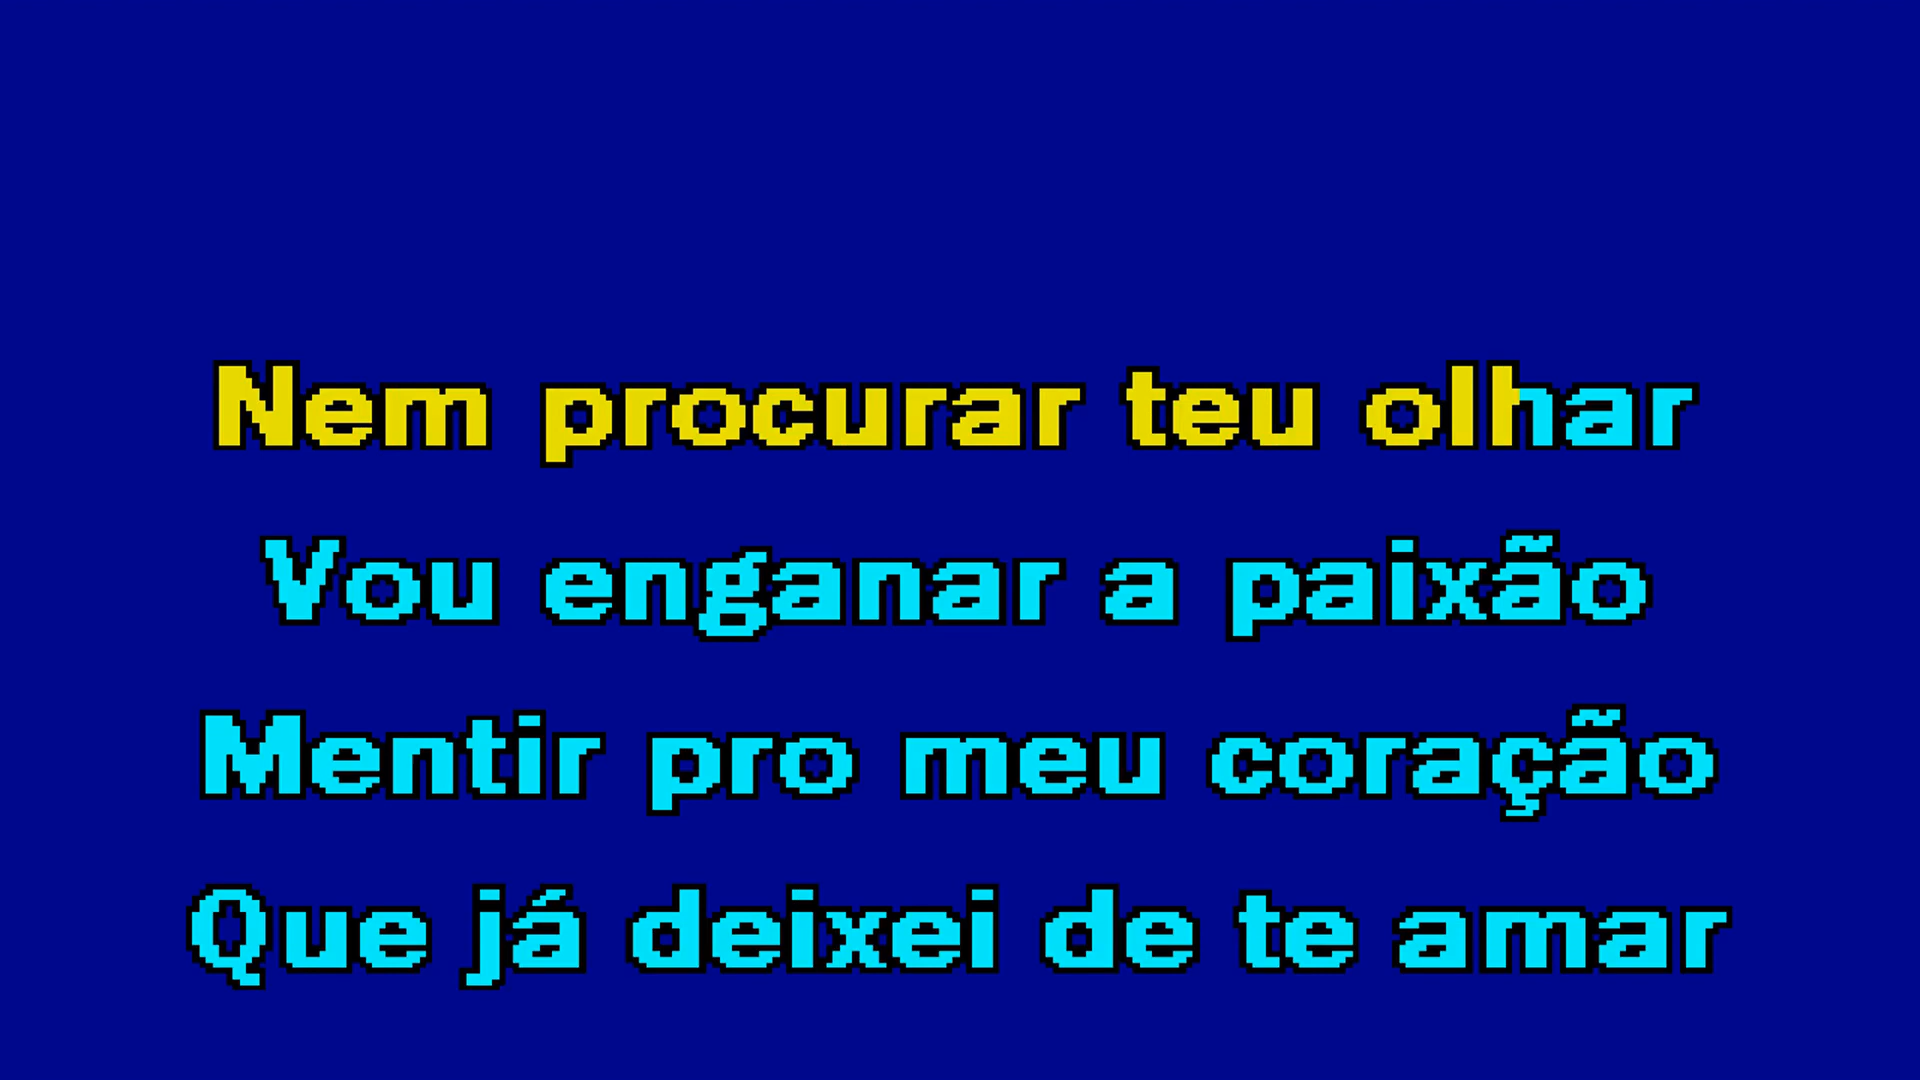 Nem procurar teu olhar
Vou enganar a paixão
Mentir pro meu coração
Que já deixei de te amar